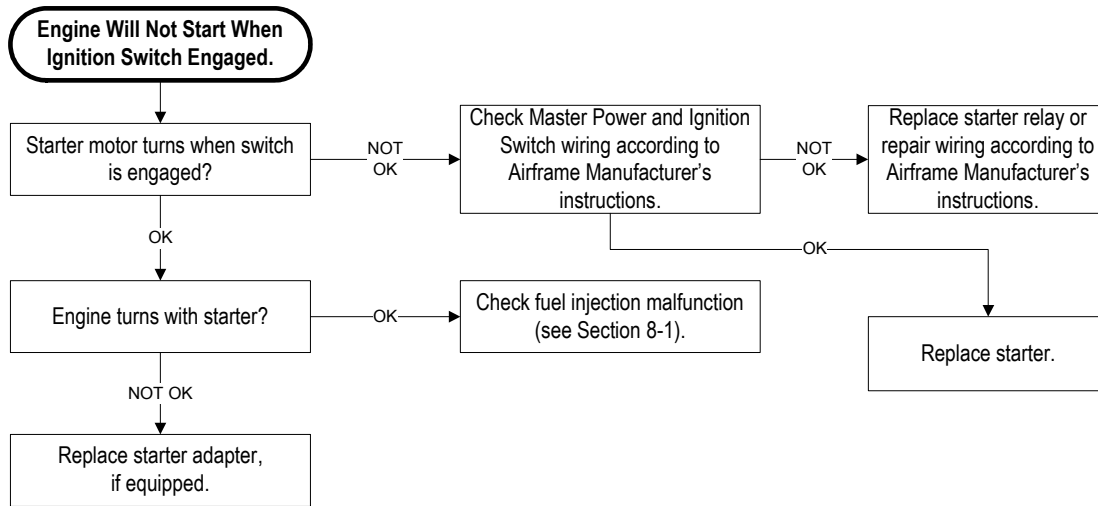 Engine Will Not Start When
Ignition Switch Engaged.
Starter motor turns when switch
is engaged?
NOT
OK
Check Master Power and Ignition
Switch wiring according to
Airframe Manufacturer's
instructions.
NOT
OK
Replace starter relay or
repair wiring according to
Airframe Manufacturer's
instructions.
OK
OK
Engine turns with starter?
OK
Check fuel injection malfunction
(see Section 8-1).
Replace starter.
NOT OK
Replace starter adapter,
if equipped.